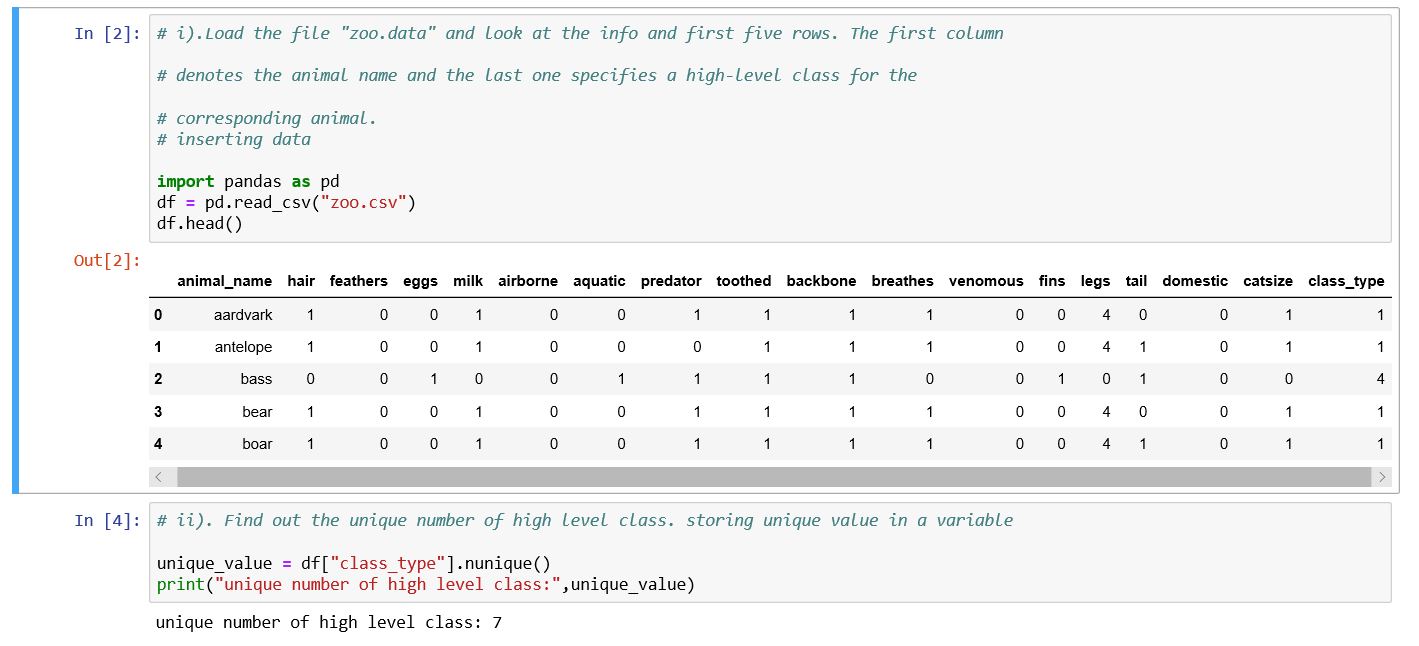 In [2]: # i).Load the file "zoo.data" and look at the info and first five rows. The first column
# denotes the animal name and the last one specifies a high-level class for the
# corresponding animal.
# inserting data
import pandas as pd
df = pd.read_csv("zoo.csv")
df.head()
Out[2]:
animal_name hair feathers eggs milk airborne aquatic predator toothed backbone breathes venomous fins legs tail domestic catsize class_type
0 aardvark 1 0 0 1 0 0 1 1 1 1 0 0 4 0 0 1 1
1 antelope 1 0 0 1 0 0 0 1 1 1 0 0 4 1 0 1 1
2 bass 0 0 1 0 0 1 1 1 1 0 0 1 0 1 0 0 4
3 bear 1 0 0 1 0 0 1 1 1 1 0 0 4 0 0 1 1
4 boar 1 0 0 1 0 0 1 1 1 1 0 0 4 1 0 1 1
In [4]: # ii). Find out the unique number of high level class. storing unique value in a variable
unique_value = df["class_type"].nunique()
print("unique number of high level class:",unique_value)
unique number of high level class: 7